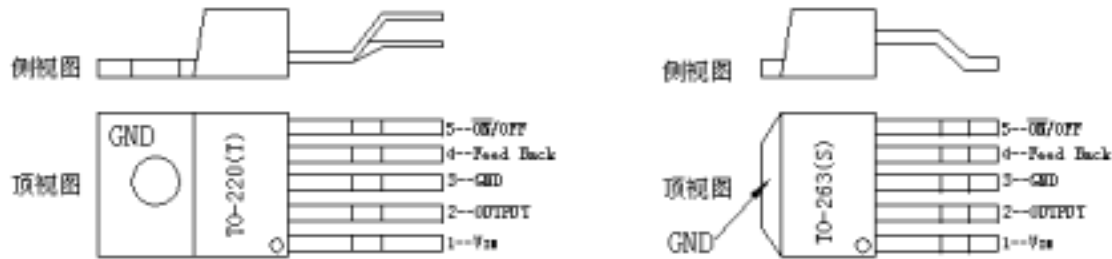 侧视图
顶视图
GND
TO-220(T)
5--O̅N̅/OFF
4--Feed Back
3--GND
2--OUTPUT
1--VIN
侧视图
顶视图
GND
TO-263(S)
5--O̅N̅/OFF
4--Feed Back
3--GND
2--OUTPUT
1--VIN